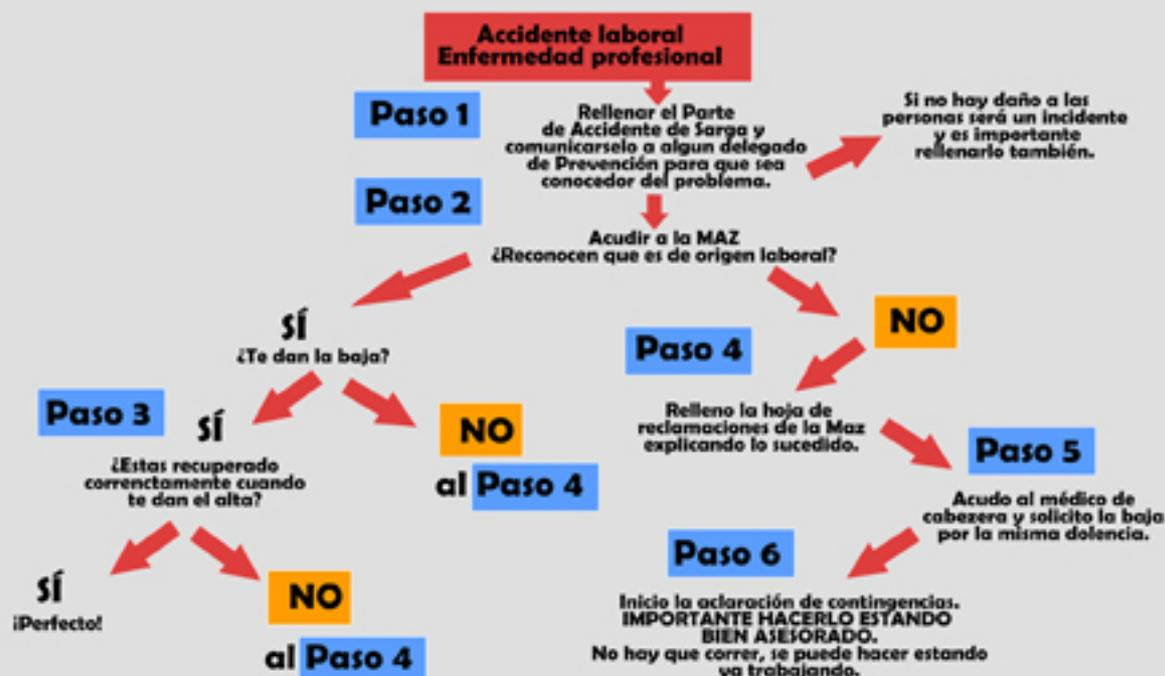 Accidente laboral
Enfermedad profesional
Paso 1
Rellenar el Parte
de Accidente de Sarga y
comunicarselo a algun delegado
de Prevención para que sea
conocedor del problema.
Si no hay daño a las
personas será un incidente
y es importante
rellenarlo también.
Paso 2
Acudir a la MAZ
¿Reconocen que es de origen laboral?
SÍ
¿Te dan la baja?
NO
Paso 4
Relleno la hoja de
reclamaciones de la Maz
explicando lo sucedido.
Paso 3
SÍ
¿Estas recuperado
correnctamente cuando
te dan el alta?
NO
al Paso 4
Paso 5
Acudo al médico de
cabezera y solicito la baja
por la misma dolencia.
SÍ
¡Perfecto!
NO
al Paso 4
Paso 6
Inicio la aclaración de contingencias.
IMPORTANTE HACERLO ESTANDO
BIEN ASESORADO.
No hay que correr, se puede hacer estando
ya trabajando.